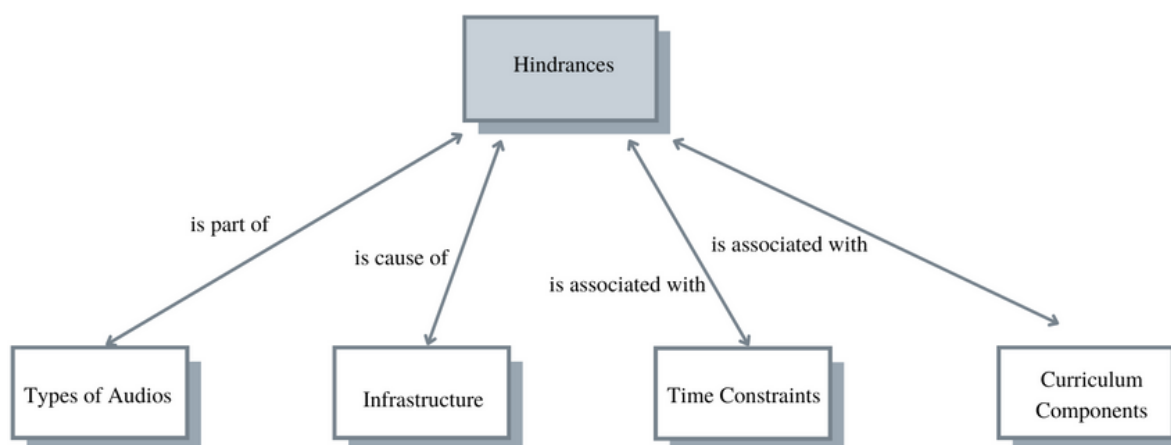 Hindrances
is part of
is cause of
is associated with
is associated with
Types of Audios
Infrastructure
Time Constraints
Curriculum
Components